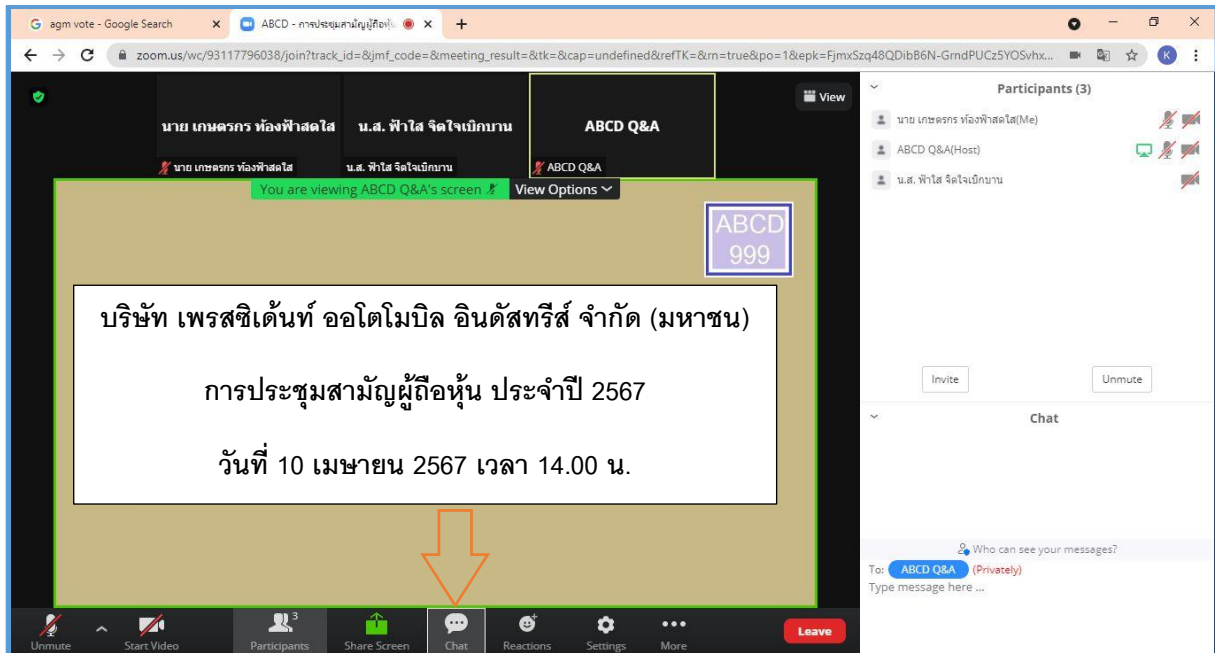 agm vote - Google Search
ABCD - การประชุมสามัญผู้ถือหุ้น
zoom.us/wc/93117796038/join?track_id=&jmf_code=&meeting_result=&tk=&cap=undefined&refTK=&rn=true&po=1&epk=FjmxSzq48QDibB6N-GrndPUCz5YOSvhx...
K
นาย เกษตรกร ท้องฟ้าสดใส
น.ส. ฟ้าใส จิตใจเบิกบาน
ABCD Q&A
View
นาย เกษตรกร ท้องฟ้าสดใส
น.ส. ฟ้าใส จิตใจเบิกบาน
ABCD Q&A
You are viewing ABCD Q&A's screen
View Options
ABCD
999
บริษัท เพรสซิเด้นท์ ออโตโมบิล อินดัสทรีส์ จำกัด (มหาชน)
การประชุมสามัญผู้ถือหุ้น ประจำปี 2567
วันที่ 10 เมษายน 2567 เวลา 14.00 น.
Unmute
Start Video
3
Participants
Share Screen
Chat
Reactions
Settings
More
Leave
Participants (3)
นาย เกษตรกร ท้องฟ้าสดใส(Me)
ABCD Q&A(Host)
น.ส. ฟ้าใส จิตใจเบิกบาน
Invite
Unmute
Chat
Who can see your messages?
To: ABCD Q&A (Privately)
Type message here ...